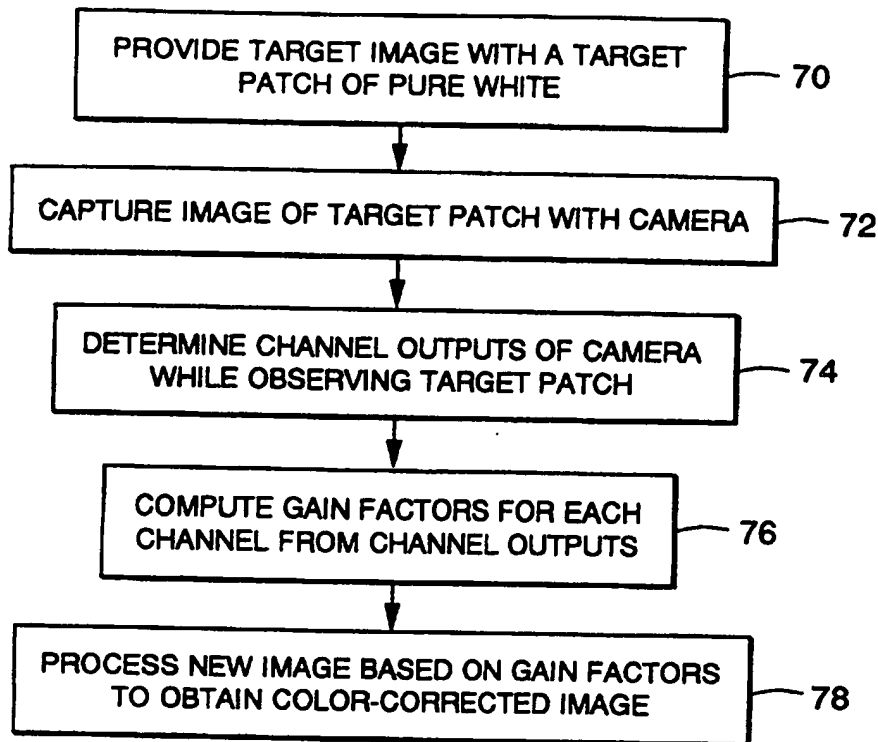 PROVIDE TARGET IMAGE WITH A TARGET
PATCH OF PURE WHITE
70
CAPTURE IMAGE OF TARGET PATCH WITH CAMERA
72
DETERMINE CHANNEL OUTPUTS OF CAMERA
WHILE OBSERVING TARGET PATCH
74
COMPUTE GAIN FACTORS FOR EACH
CHANNEL FROM CHANNEL OUTPUTS
76
PROCESS NEW IMAGE BASED ON GAIN FACTORS
TO OBTAIN COLOR-CORRECTED IMAGE
78